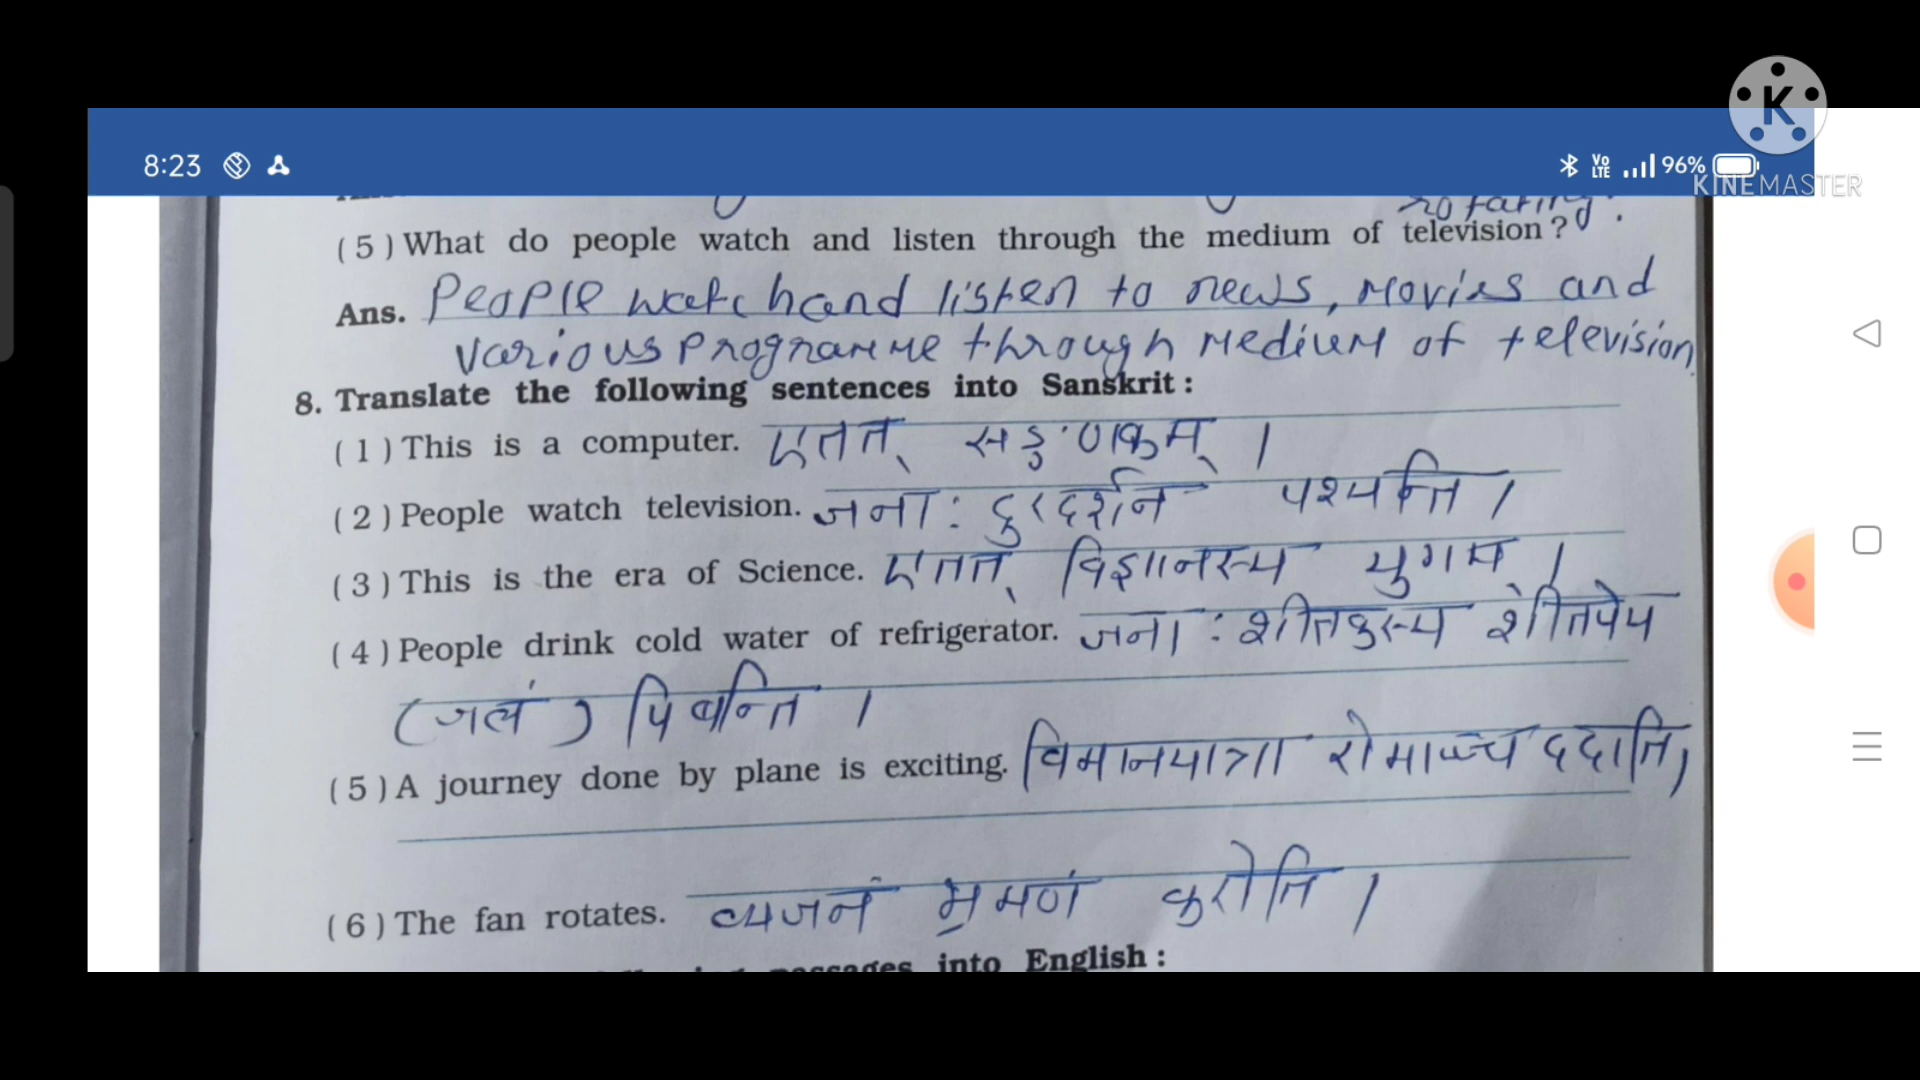 8:23 Vo LTE 96%
K
KINEMASTER
rotating.
( 5 ) What do people watch and listen through the medium of television ?
Ans. People watch and listen to news, movies and
various programme through medium of television
8. Translate the following sentences into Sanskrit :
( 1 ) This is a computer. एतत् सङ्गणकम् ।
( 2 ) People watch television. जनाः दुरदर्शन पश्यन्ति ।
( 3 ) This is the era of Science. एतत् विज्ञानस्य युगम् ।
( 4 ) People drink cold water of refrigerator. जनाः शीतकस्य शीतपेय
(जलं) पिबन्ति ।
( 5 ) A journey done by plane is exciting. विमानयात्रा रोमाञ्च ददाति ।
( 6 ) The fan rotates. व्यजनं भ्रमणं करोति ।
into English :